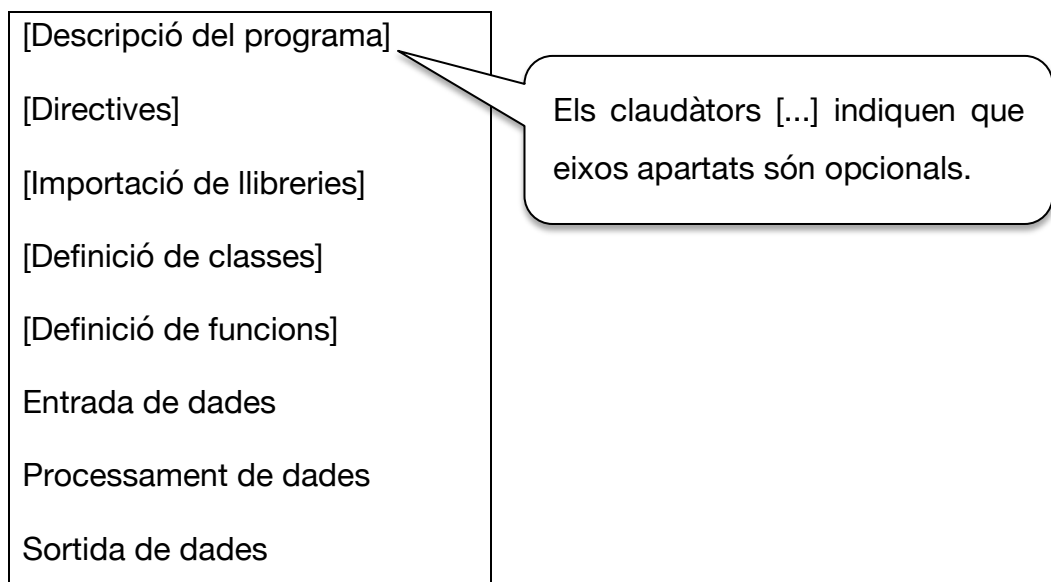 [Descripció del programa]
[Directives]
[Importació de llibreries]
[Definició de classes]
[Definició de funcions]
Entrada de dades
Processament de dades
Sortida de dades
Els claudàtors [...] indiquen que
eixos apartats són opcionals.